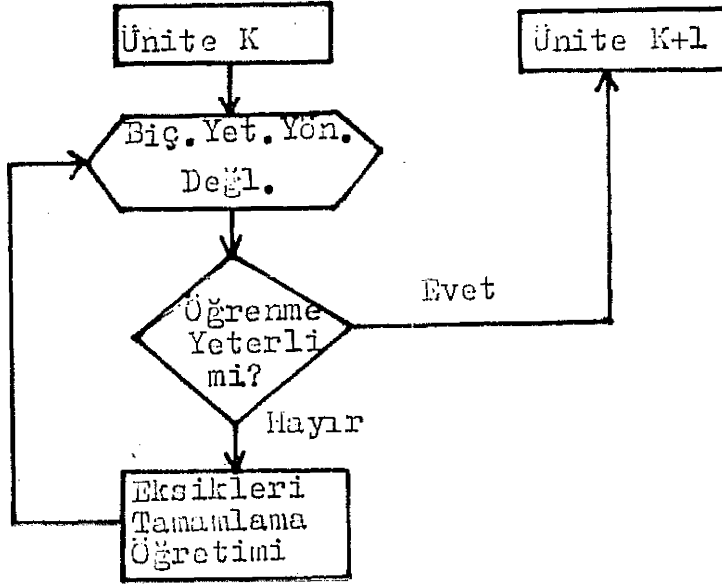 Ünite K
Ünite K+1
Biç.Yet.Yön.
Değl.
Öğrenme
Yeterli
mi?
Evet
Hayır
Eksikleri
Tamamlama
Öğretimi